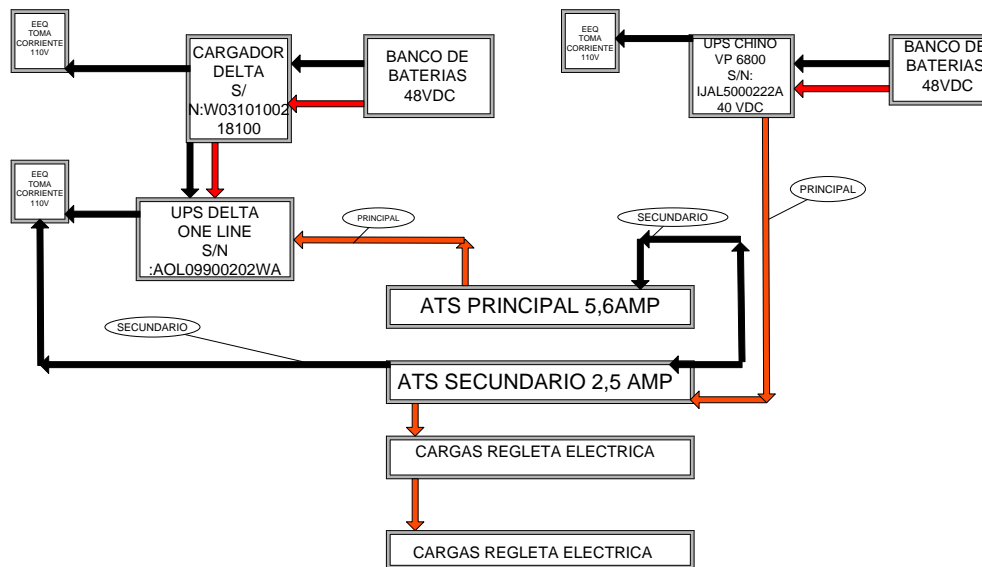 EEQ
TOMA
CORRIENTE
110V
CARGADOR
DELTA
S/
N:W03101002
18100
BANCO DE
BATERIAS
48VDC
EEQ
TOMA
CORRIENTE
110V
UPS CHINO
VP 6800
S/N:
IJAL5000222A
40 VDC
BANCO DE
BATERIAS
48VDC
EEQ
TOMA
CORRIENTE
110V
UPS DELTA
ONE LINE
S/N
:AOL09900202WA
PRINCIPAL
SECUNDARIO
PRINCIPAL
ATS PRINCIPAL 5,6AMP
SECUNDARIO
ATS SECUNDARIO 2,5 AMP
CARGAS REGLETA ELECTRICA
CARGAS REGLETA ELECTRICA